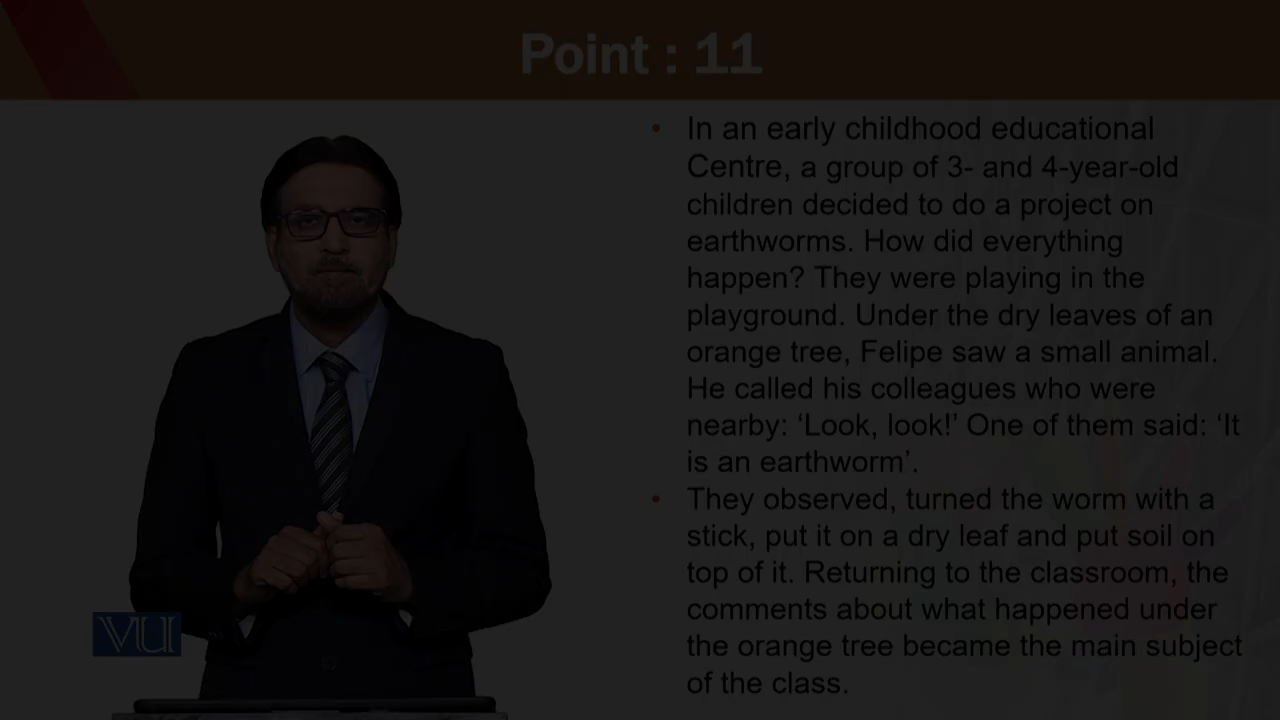 Point : 11
• In an early childhood educational
Centre, a group of 3- and 4-year-old
children decided to do a project on
earthworms. How did everything
happen? They were playing in the
playground. Under the dry leaves of an
orange tree, Felipe saw a small animal.
He called his colleagues who were
nearby: ‘Look, look!’ One of them said: ‘It
is an earthworm’.
• They observed, turned the worm with a
stick, put it on a dry leaf and put soil on
top of it. Returning to the classroom, the
comments about what happened under
the orange tree became the main subject
of the class.
VU